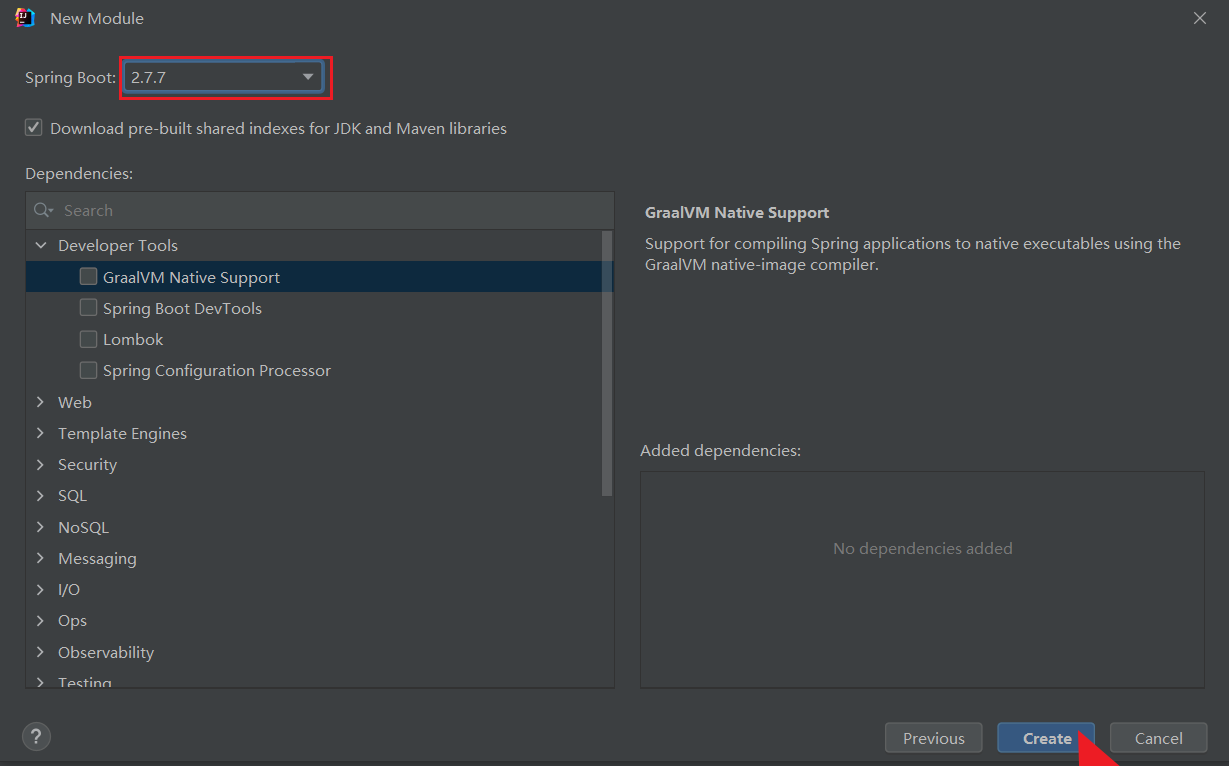 New Module
Spring Boot: 2.7.7
Download pre-built shared indexes for JDK and Maven libraries
Dependencies:
Search
Developer Tools
GraalVM Native Support
Spring Boot DevTools
Lombok
Spring Configuration Processor
Web
Template Engines
Security
SQL
NoSQL
Messaging
I/O
Ops
Observability
Testing
GraalVM Native Support
Support for compiling Spring applications to native executables using the
GraalVM native-image compiler.
Added dependencies:
No dependencies added
?
Previous
Create
Cancel